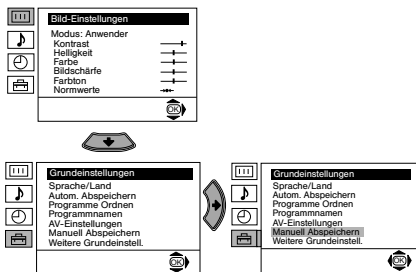 Bild-Einstellungen
Modus: Anwender
Kontrast
Helligkeit
Farbe
Bildschärfe
Farbton
Normwerte
OK
Grundeinstellungen
Sprache/Land
Autom. Abspeichern
Programme Ordnen
Programmnamen
AV-Einstellungen
Manuell Abspeichern
Weitere Grundeinstell.
OK
Grundeinstellungen
Sprache/Land
Autom. Abspeichern
Programme Ordnen
Programmnamen
AV-Einstellungen
Manuell Abspeichern
Weitere Grundeinstell.
OK